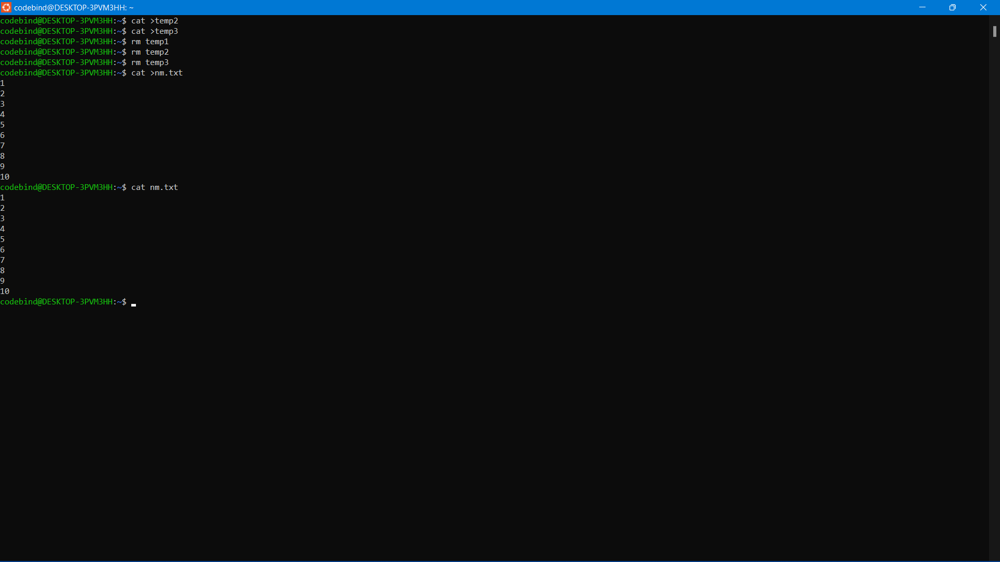 codebind@DESKTOP-3PVM3HH: ~
codebind@DESKTOP-3PVM3HH:~$ cat >temp2
codebind@DESKTOP-3PVM3HH:~$ cat >temp3
codebind@DESKTOP-3PVM3HH:~$ rm temp1
codebind@DESKTOP-3PVM3HH:~$ rm temp2
codebind@DESKTOP-3PVM3HH:~$ rm temp3
codebind@DESKTOP-3PVM3HH:~$ cat >nm.txt
1
2
3
4
5
6
7
8
9
10
codebind@DESKTOP-3PVM3HH:~$ cat nm.txt
1
2
3
4
5
6
7
8
9
10
codebind@DESKTOP-3PVM3HH:~$